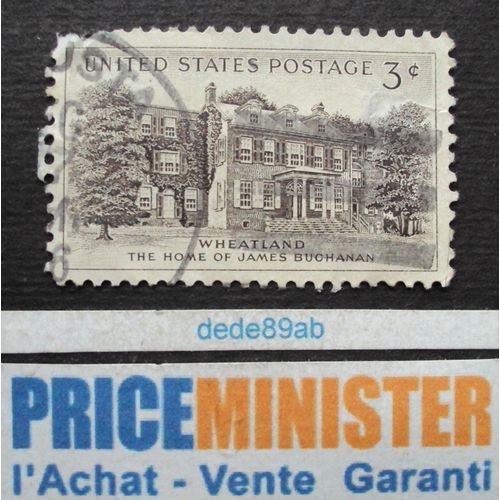 UNITED STATES POSTAGE 3¢
WHEATLAND
THE HOME OF JAMES BUCHANAN
dede89ab
PRICEMINISTER
l'Achat - Vente Garanti